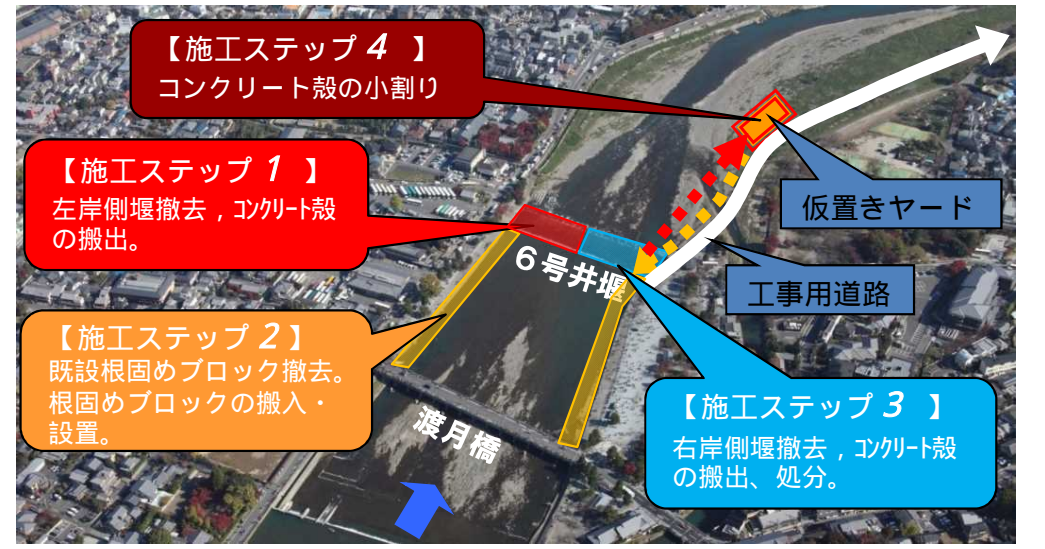 【施工ステップ4 】
コンクリート殻の小割り
【施工ステップ1 】
左岸側堰撤去，ｺﾝｸﾘｰﾄ殻
の搬出。
仮置きヤード
6号井堰
工事用道路
【施工ステップ2】
既設根固めブロック撤去。
根固めブロックの搬入・
設置。
【施工ステップ3 】
右岸側堰撤去，ｺﾝｸﾘｰﾄ殻
の搬出、処分。
渡月橋